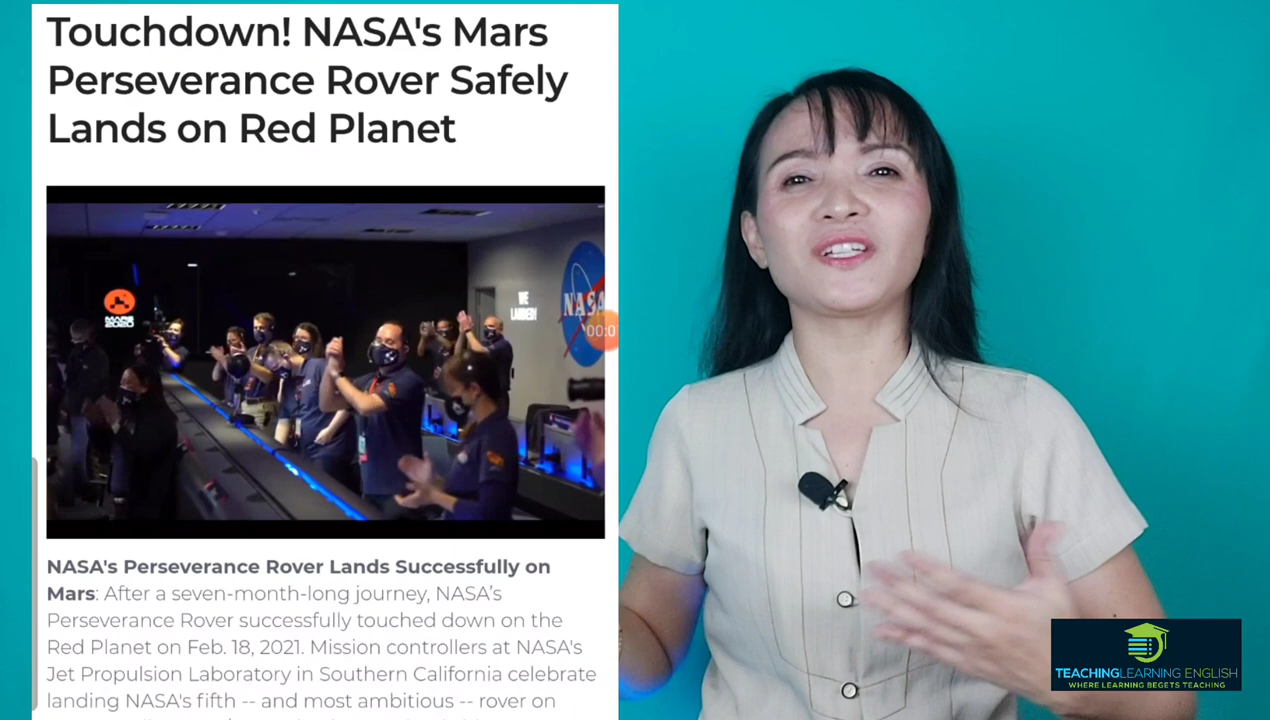 Touchdown! NASA's Mars
Perseverance Rover Safely
Lands on Red Planet
MARS
2020
WE
LANDED!
NASA
00:0
NASA's Perseverance Rover Lands Successfully on
Mars: After a seven-month-long journey, NASA’s
Perseverance Rover successfully touched down on the
Red Planet on Feb. 18, 2021. Mission controllers at NASA's
Jet Propulsion Laboratory in Southern California celebrate
landing NASA's fifth -- and most ambitious -- rover on
TEACHINGLEARNING ENGLISH
WHERE LEARNING BEGETS TEACHING